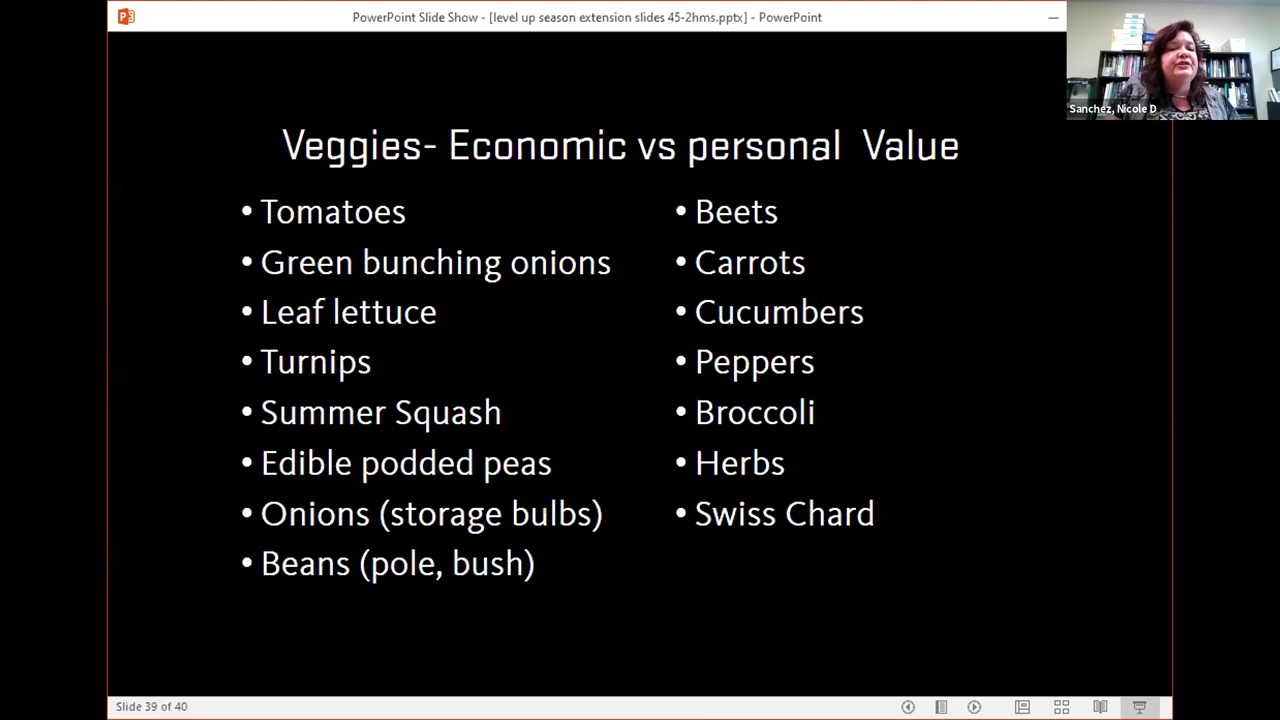 PowerPoint Slide Show - [level up season extension slides 45-2hms.pptx] - PowerPoint
Sanchez, Nicole D
Veggies- Economic vs personal Value
• Tomatoes
• Green bunching onions
• Leaf lettuce
• Turnips
• Summer Squash
• Edible podded peas
• Onions (storage bulbs)
• Beans (pole, bush)
• Beets
• Carrots
• Cucumbers
• Peppers
• Broccoli
• Herbs
• Swiss Chard
Slide 39 of 40